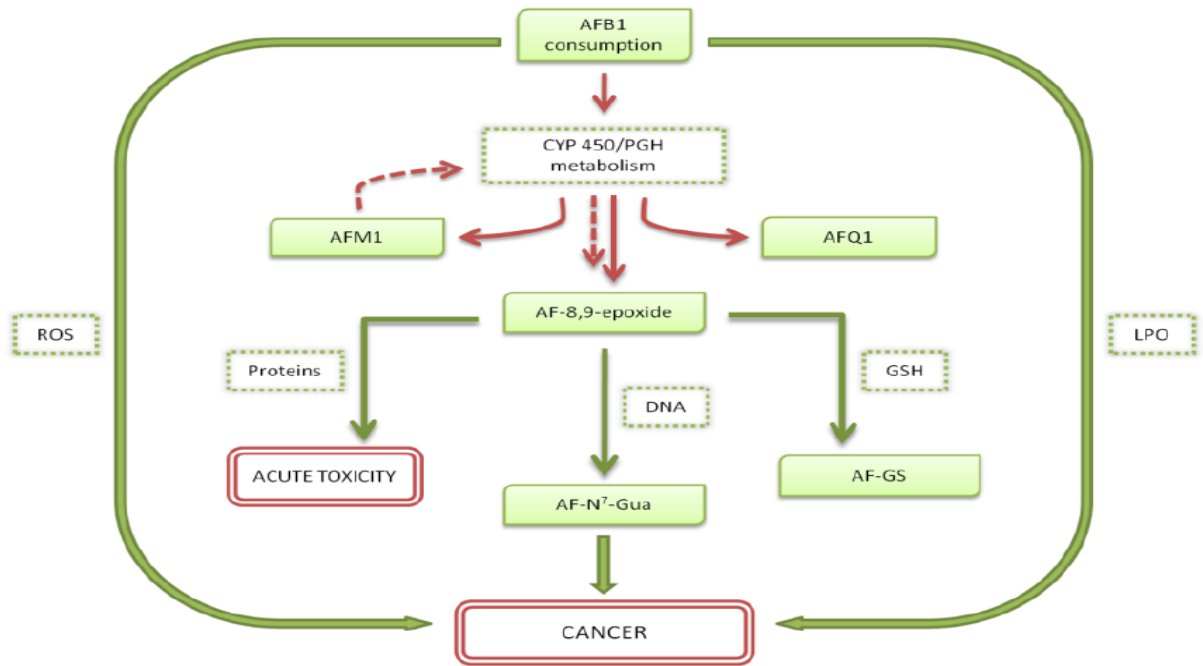 AFB1
consumption
CYP 450/PGH
metabolism
AFM1
AFQ1
AF-8,9-epoxide
ROS
LPO
Proteins
GSH
DNA
ACUTE TOXICITY
AF-GS
AF-N⁷-Gua
CANCER